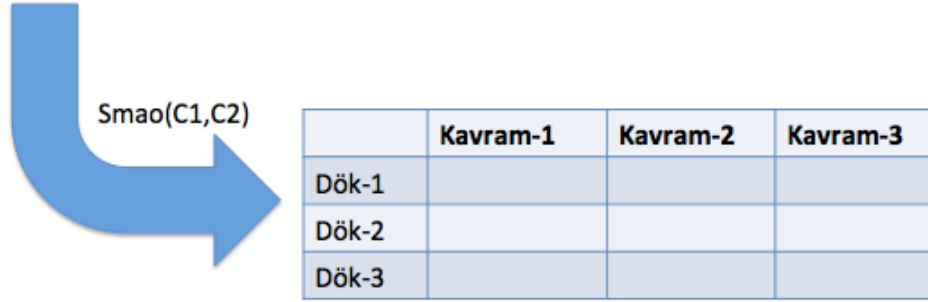 Smao(C1,C2)
Kavram-1 Kavram-2 Kavram-3
Dök-1
Dök-2
Dök-3